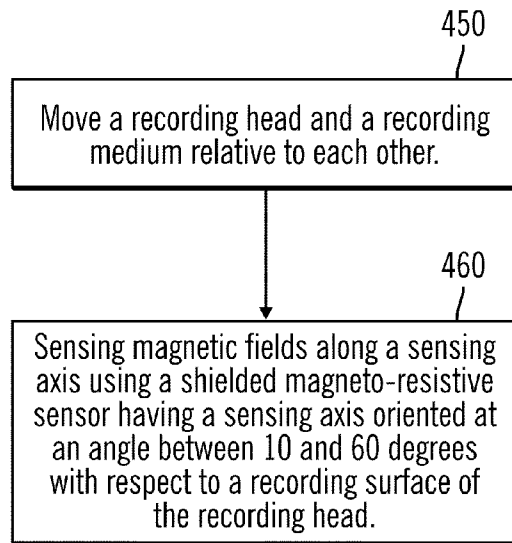 450
Move a recording head and a recording
medium relative to each other.
460
Sensing magnetic fields along a sensing
axis using a shielded magneto-resistive
sensor having a sensing axis oriented at
an angle between 10 and 60 degrees
with respect to a recording surface of
the recording head.